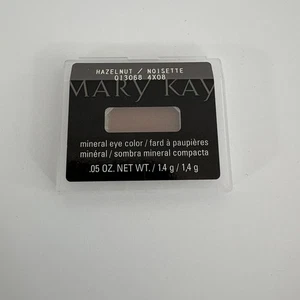 HAZELNUT / NOISETTE
013068 4X08
MARY KAY
mineral eye color / fard à paupières
minéral / sombra mineral compacta
.05 OZ. NET WT. / 1.4 g / 1,4 g